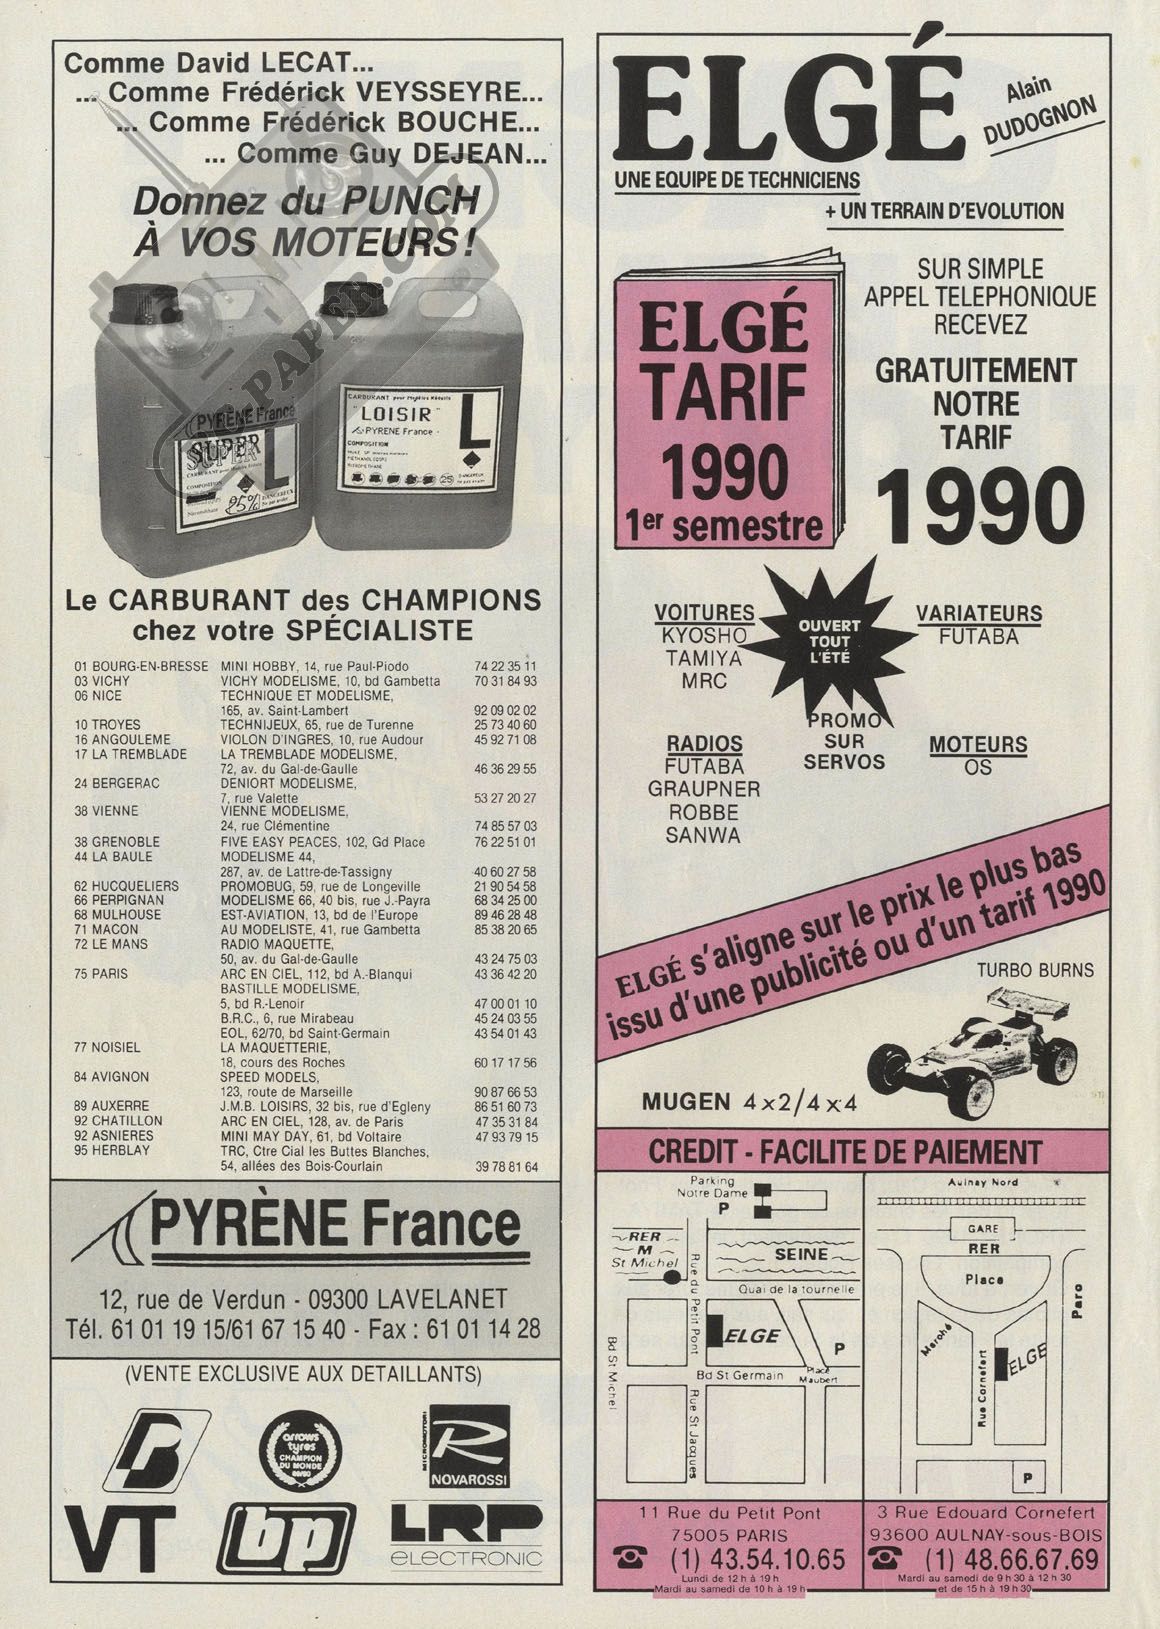 Comme David LECAT...
... Comme Frédérick VEYSSEYRE...
... Comme Frédérick BOUCHE...
... Comme Guy DEJEAN...
Donnez du PUNCH
À VOS MOTEURS !
PYRÈNE France
SUPER
L
CARBURANT pour Modèles Réduits
COMPOSITION
25%
DANGEREUX
CARBURANT pour Modèles Réduits
"LOISIR"
PYRENE France
COMPOSITION
L
DANGEREUX
25
RC-PAPER.COM
Le CARBURANT des CHAMPIONS
chez votre SPÉCIALISTE
01 BOURG-EN-BRESSE MINI HOBBY, 14, rue Paul-Piodo 74 22 35 11
03 VICHY VICHY MODELISME, 10, bd Gambetta 70 31 84 93
06 NICE TECHNIQUE ET MODELISME,
165, av. Saint-Lambert 92 09 02 02
10 TROYES TECHNIJEUX, 65, rue de Turenne 25 73 40 60
16 ANGOULEME VIOLON D'INGRES, 10, rue Audour 45 92 71 08
17 LA TREMBLADE LA TREMBLADE MODELISME,
72, av. du Gal-de-Gaulle 46 36 29 55
24 BERGERAC DENIORT MODELISME,
7, rue Valette 53 27 20 27
38 VIENNE VIENNE MODELISME,
24, rue Clémentine 74 85 57 03
38 GRENOBLE FIVE EASY PEACES, 102, Gd Place 76 22 51 01
44 LA BAULE MODELISME 44,
287, av. de Lattre-de-Tassigny 40 60 27 58
62 HUCQUELIERS PROMOBUG, 59, rue de Longeville 21 90 54 58
66 PERPIGNAN MODELISME 66, 40 bis, rue J.-Payra 68 34 25 00
68 MULHOUSE EST-AVIATION, 13, bd de l'Europe 89 46 28 48
71 MACON AU MODELISTE, 41, rue Gambetta 85 38 20 65
72 LE MANS RADIO MAQUETTE,
50, av. du Gal-de-Gaulle 43 24 75 03
75 PARIS ARC EN CIEL, 112, bd A.-Blanqui 43 36 42 20
BASTILLE MODELISME,
5, bd R.-Lenoir 47 00 01 10
B.R.C., 6, rue Mirabeau 45 24 03 55
EOL, 62/70, bd Saint-Germain 43 54 01 43
77 NOISIEL LA MAQUETTERIE,
18, cours des Roches 60 17 17 56
84 AVIGNON SPEED MODELS,
123, route de Marseille 90 87 66 53
89 AUXERRE J.M.B. LOISIRS, 32 bis, rue d'Egleny 86 51 60 73
92 CHATILLON ARC EN CIEL, 128, av. de Paris 47 35 31 84
92 ASNIERES MINI MAY DAY, 61, bd Voltaire 47 93 79 15
95 HERBLAY TRC, Ctre Cial les Buttes Blanches,
54, allées des Bois-Courlain 39 78 81 64
PYRÈNE France
12, rue de Verdun - 09300 LAVELANET
Tél. 61 01 19 15/61 67 15 40 - Fax : 61 01 14 28
(VENTE EXCLUSIVE AUX DETAILLANTS)
arrows
tyres
CHAMPION
DU MONDE
89/90
MICROMOTORI
R
NOVAROSSI
VT
bp
LRP
ELECTRONIC
ELGÉ
Alain
DUDOGNON
UNE EQUIPE DE TECHNICIENS
+ UN TERRAIN D'EVOLUTION
ELGÉ
TARIF
1990
1er semestre
SUR SIMPLE
APPEL TELEPHONIQUE
RECEVEZ
GRATUITEMENT
NOTRE
TARIF
1990
VOITURES
KYOSHO
TAMIYA
MRC
OUVERT
TOUT
L'ÉTÉ
VARIATEURS
FUTABA
RADIOS
FUTABA
GRAUPNER
ROBBE
SANWA
PROMO
SUR
SERVOS
MOTEURS
OS
ELGÉ s'aligne sur le prix le plus bas
issu d'une publicité ou d'un tarif 1990
TURBO BURNS
MUGEN 4x2/4x4
CREDIT - FACILITE DE PAIEMENT
Parking
Notre Dame
P
RER
M
St Michel
SEINE
Quai de la tournelle
Rue du Petit Pont
ELGE
P
Bd St Michel
Bd St Germain
Place
Maubert
Rue St Jacques
Aulnay Nord
GARE
RER
Place
Parc
Marché
Rue Cornefert
ELGE
P
11 Rue du Petit Pont
75005 PARIS
(1) 43.54.10.65
Lundi de 12 h à 19 h
Mardi au samedi de 10 h à 19 h
3 Rue Edouard Cornefert
93600 AULNAY-sous-BOIS
(1) 48.66.67.69
Mardi au samedi de 9 h 30 à 12 h 30
et de 15 h à 19 h 30